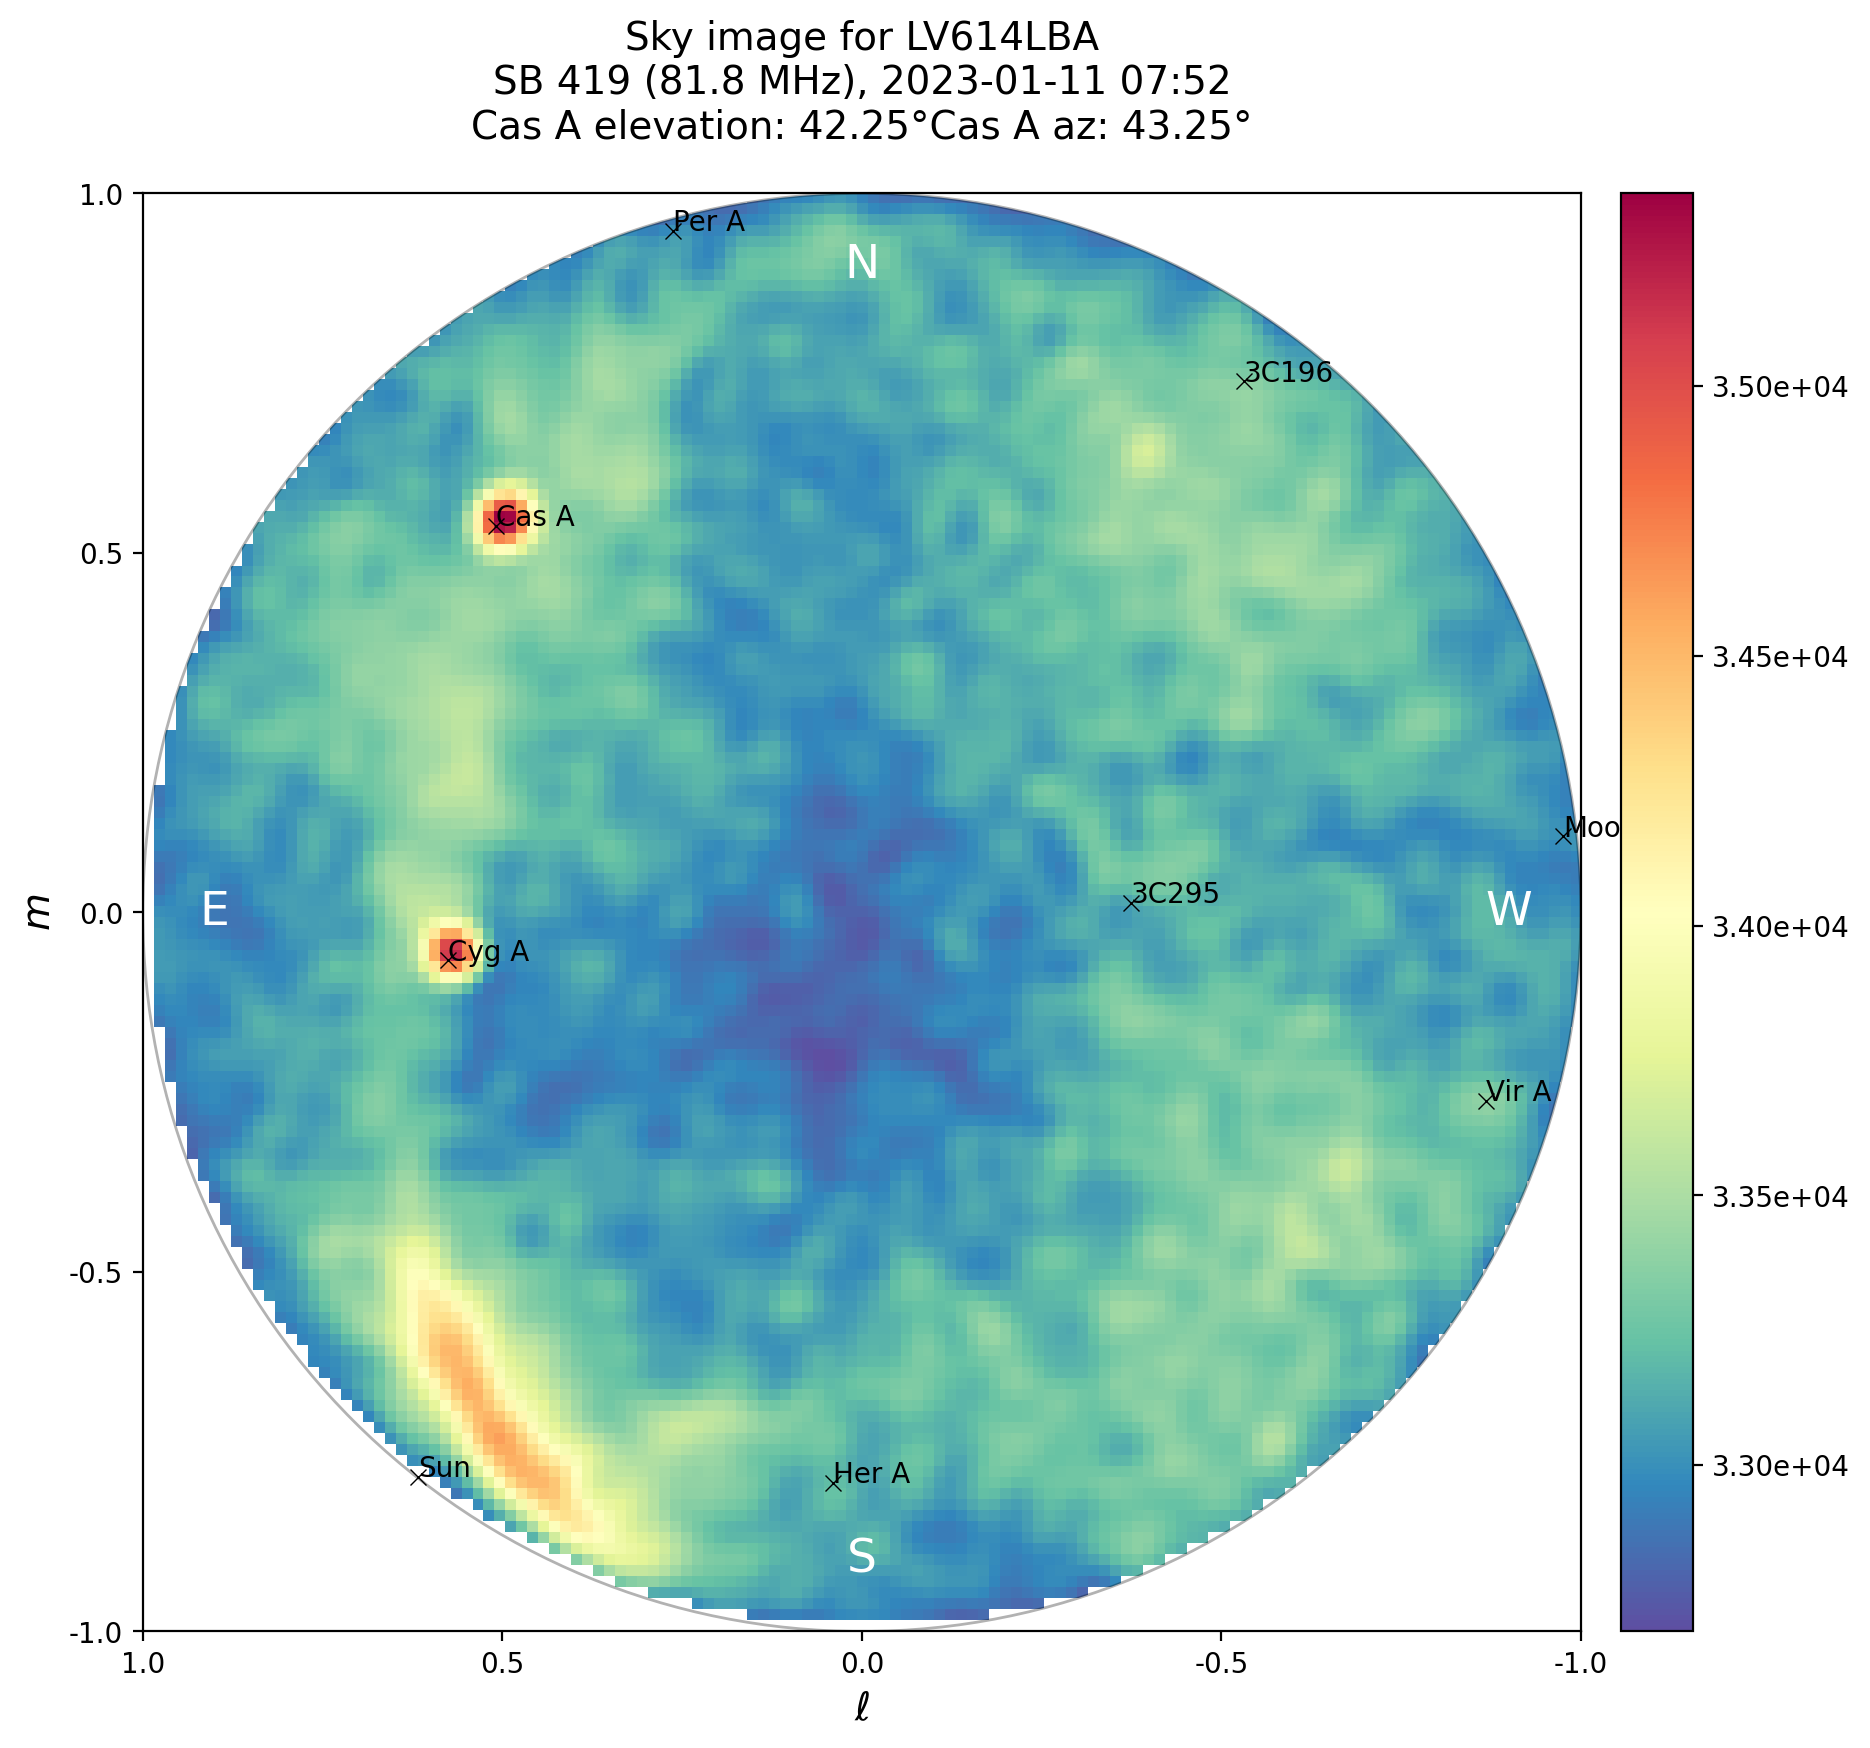 Sky image for LV614LBA
SB 419 (81.8 MHz), 2023-01-11 07:52
Cas A elevation: 42.25°Cas A az: 43.25°
1.0
Per A
N
3C196
3.50e+04
Cas A
0.5
3.45e+04
Moo
3C295
E
W
m
0.0
3.40e+04
Cyg A
Vir A
3.35e+04
-0.5
Sun
Her A
3.30e+04
S
-1.0
1.0
0.5
0.0
-0.5
-1.0
ℓ